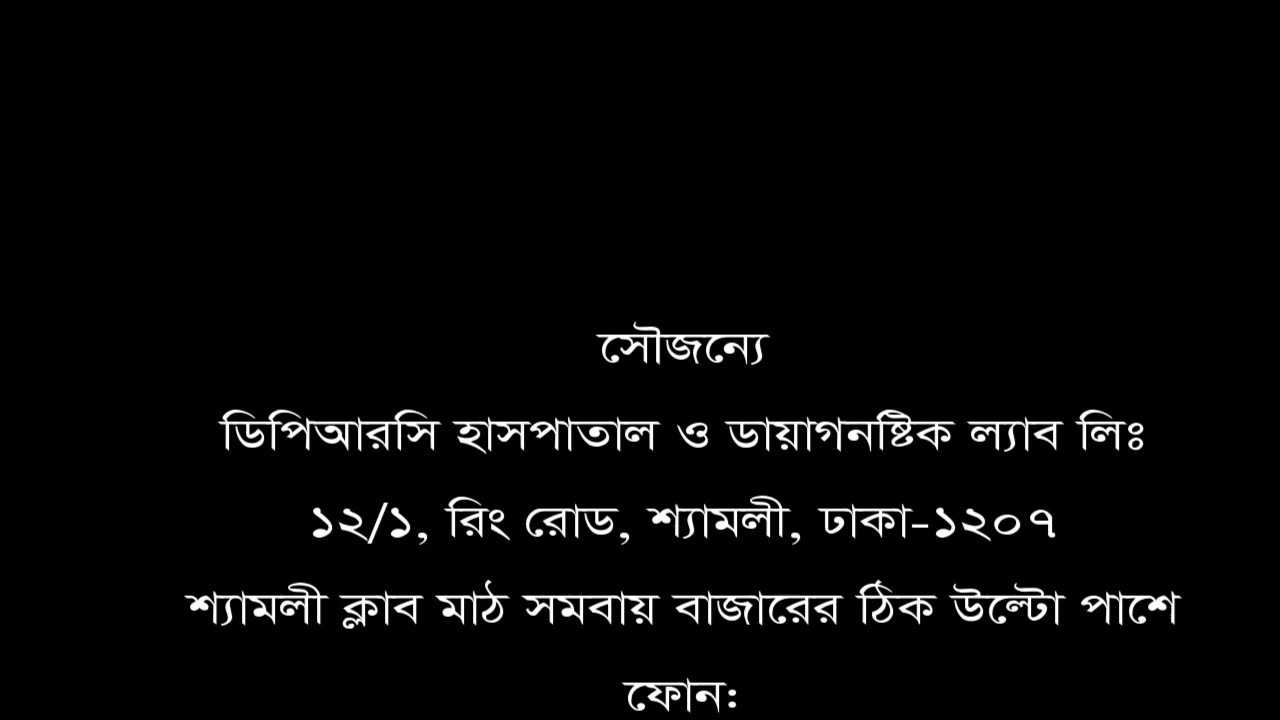 সৌজন্যে
ডিপিআরসি হাসপাতাল ও ডায়াগনষ্টিক ল্যাব লিঃ
১২/১, রিং রোড, শ্যামলী, ঢাকা-১২০৭
শ্যামলী ক্লাব মাঠ সমবায় বাজারের ঠিক উল্টো পাশে
ফোন: